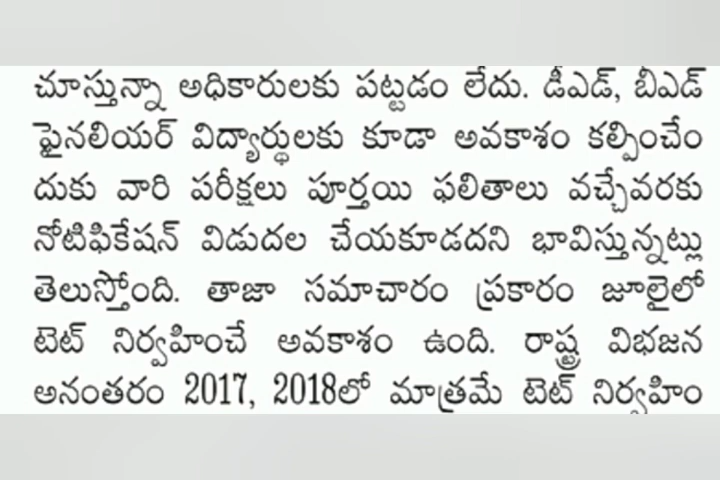 చూస్తున్నా అధికారులకు పట్టడం లేదు. డీఎడ్, బీఎడ్
ఫైనలియర్ విద్యార్థులకు కూడా అవకాశం కల్పించేం
దుకు వారి పరీక్షలు పూర్తయి ఫలితాలు వచ్చేవరకు
నోటిఫికేషన్ విడుదల చేయకూడదని భావిస్తున్నట్లు
తెలుస్తోంది. తాజా సమాచారం ప్రకారం జూలైలో
టెట్ నిర్వహించే అవకాశం ఉంది. రాష్ట్ర విభజన
అనంతరం 2017, 2018లో మాత్రమే టెట్ నిర్వహిం